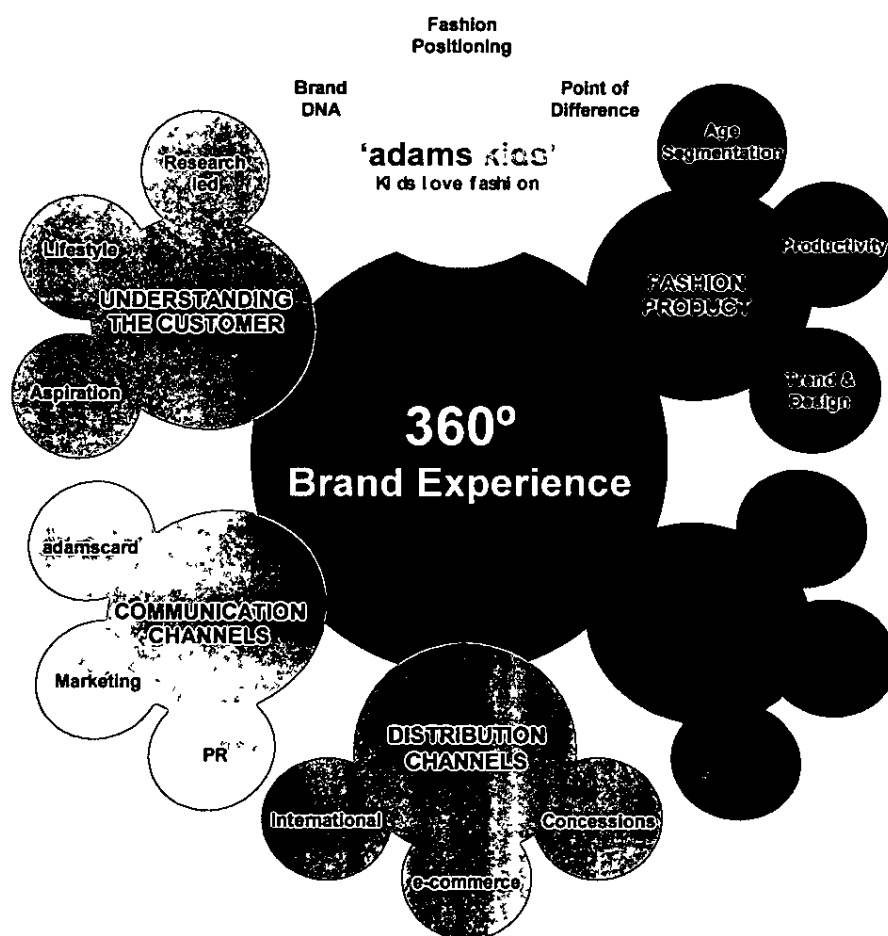 Fashion
Positioning
Brand
DNA
Point of
Difference
'adams kids'
Kids love fashion
Research
led
Lifestyle
UNDERSTANDING
THE CUSTOMER
Aspiration
Age
Segmentation
Productivity
FASHION
PRODUCT
Trend &
Design
360º
Brand Experience
adamscard
COMMUNICATION
CHANNELS
Marketing
PR
DISTRIBUTION
CHANNELS
International
Concessions
e-commerce